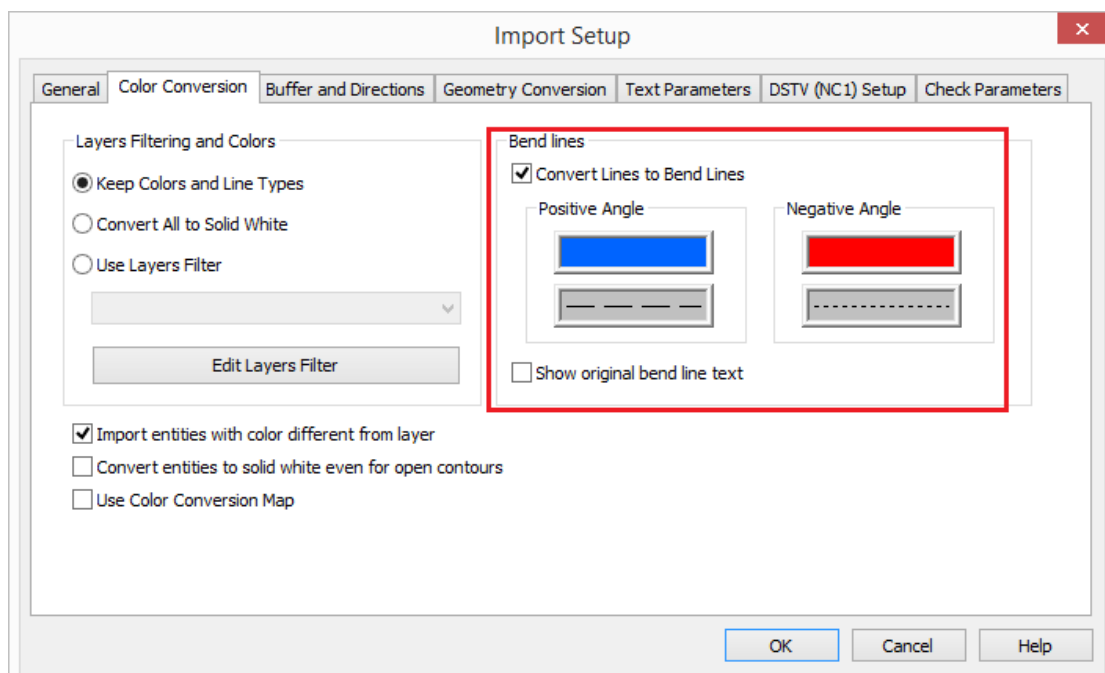 Import Setup
General Color Conversion Buffer and Directions Geometry Conversion Text Parameters DSTV (NC1) Setup Check Parameters
Layers Filtering and Colors
Keep Colors and Line Types
Convert All to Solid White
Use Layers Filter
Edit Layers Filter
Bend lines
Convert Lines to Bend Lines
Positive Angle
Negative Angle
Show original bend line text
Import entities with color different from layer
Convert entities to solid white even for open contours
Use Color Conversion Map
OK Cancel Help